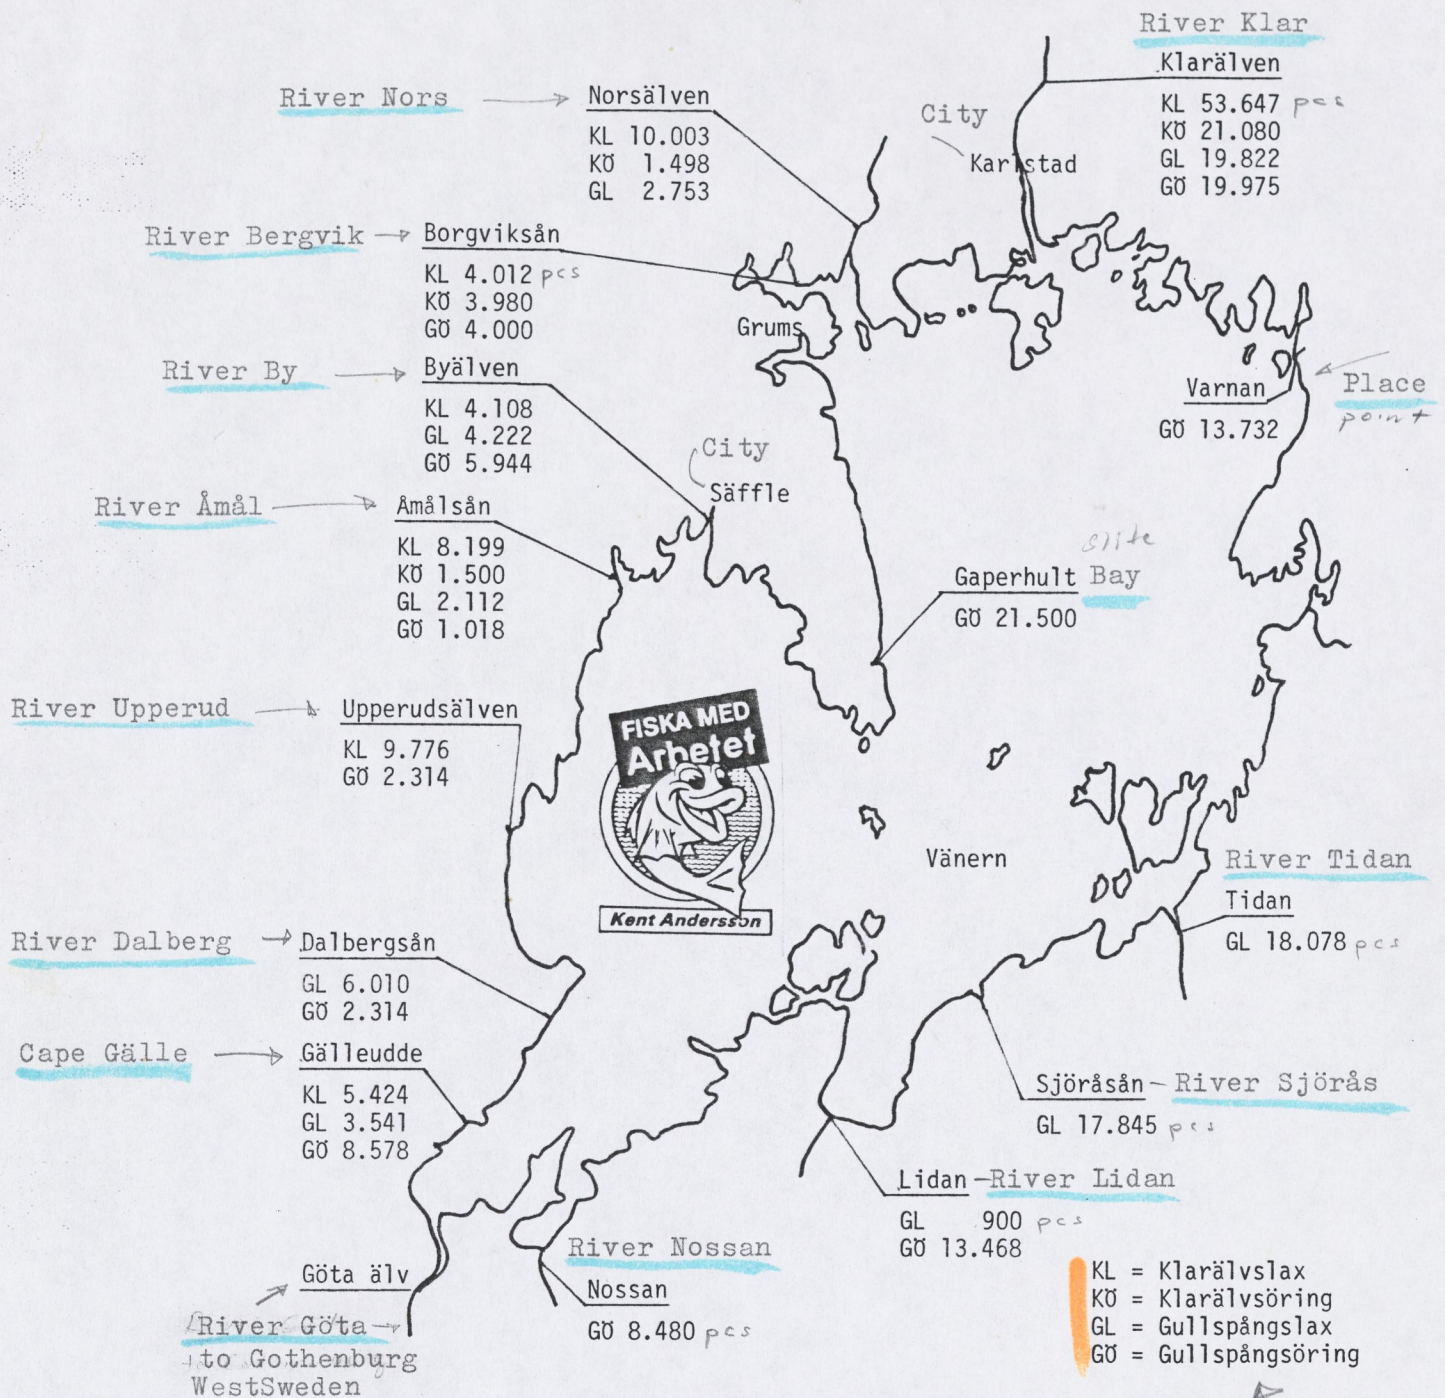 River Klar
Klarälven
KL 53.647 pcs
KÖ 21.080
GL 19.822
GÖ 19.975
River Nors
Norsälven
KL 10.003
KÖ 1.498
GL 2.753
City
Karlstad
River Bergvik
Borgviksån
KL 4.012 pcs
KÖ 3.980
GÖ 4.000
Grums
River By
Byälven
KL 4.108
GL 4.222
GÖ 5.944
Varnan
GÖ 13.732
Place
point
City
Säffle
River Åmål
Åmålsån
KL 8.199
KÖ 1.500
GL 2.112
GÖ 1.018
Gaperhult Bay
GÖ 21.500
River Upperud
Upperudsälven
KL 9.776
GÖ 2.314
FISKA MED
Arbetet
Kent Andersson
Vänern
River Tidan
Tidan
GL 18.078 pcs
River Dalberg
Dalbergsån
GL 6.010
GÖ 2.314
Cape Gälle
Gälleudde
KL 5.424
GL 3.541
GÖ 8.578
Sjöråsån - River Sjörås
GL 17.845 pcs
Lidan - River Lidan
GL 900 pcs
GÖ 13.468
River Nossan
Nossan
GÖ 8.480 pcs
Göta älv
River Göta
to Gothenburg
WestSweden
KL = Klarälvslax
KÖ = Klarälvsöring
GL = Gullspångslax
GÖ = Gullspångsöring